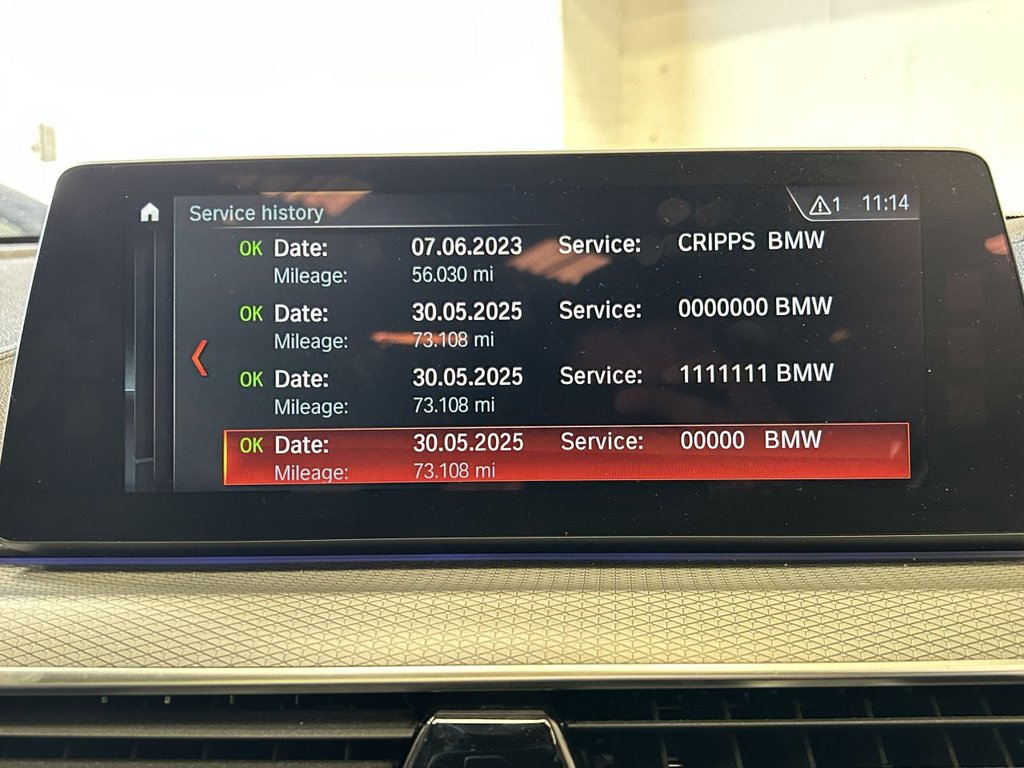 Service history 1 11:14
OK Date: 07.06.2023 Service: CRIPPS BMW
Mileage: 56.030 mi
OK Date: 30.05.2025 Service: 0000000 BMW
Mileage: 73.108 mi
OK Date: 30.05.2025 Service: 1111111 BMW
Mileage: 73.108 mi
OK Date: 30.05.2025 Service: 00000 BMW
Mileage: 73.108 mi